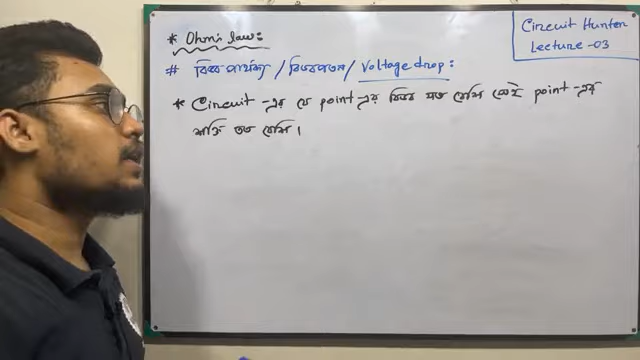 Circuit Hunter
Lecture -03
* Ohm's law:
# বিভব পার্থক্য / বিভবপতন / Voltage drop:
* Circuit -এর যে point -এর বিভব যত বেশি সেই point -এর
শক্তি তত বেশি।